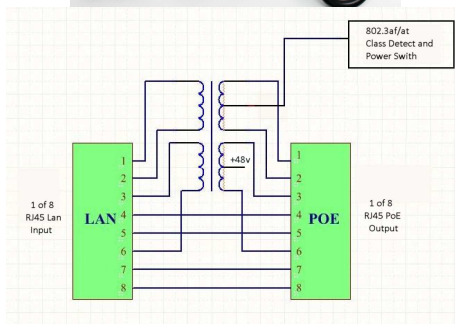 802.3af/at
Class Detect and
Power Swith
+48v
1 of 8
RJ45 Lan
Input
LAN
1
2
3
4
5
6
7
8
1
2
3
4
5
6
7
8
POE
1 of 8
RJ45 PoE
Output